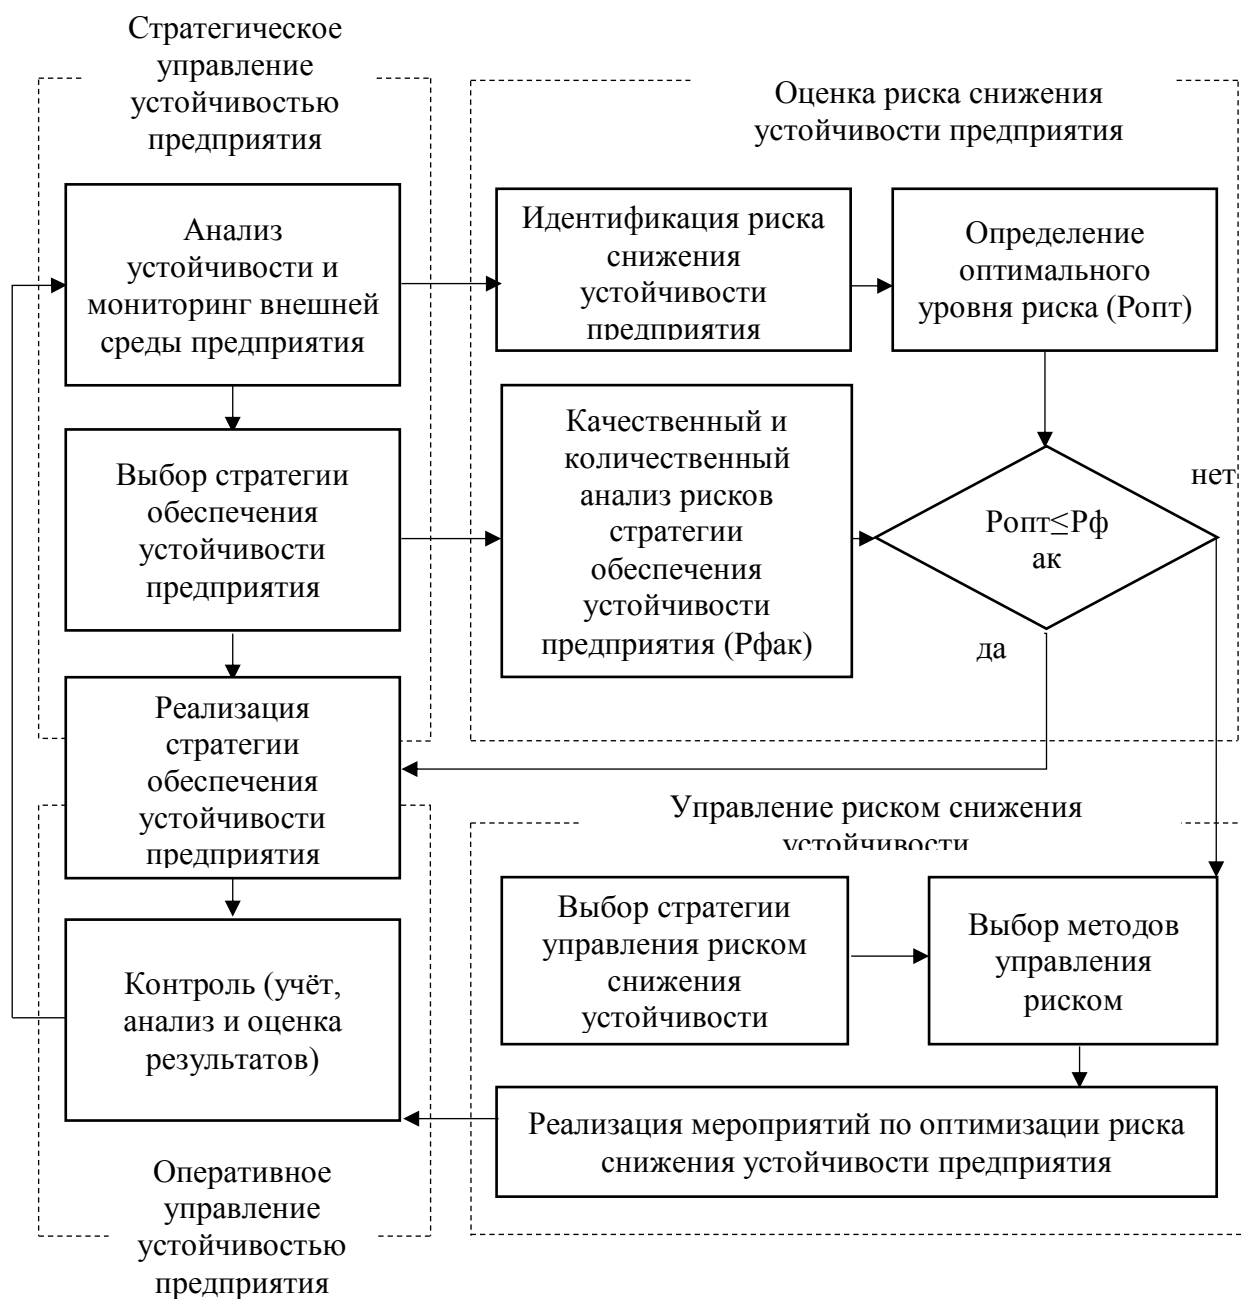 Стратегическое
управление
устойчивостью
предприятия
Оценка риска снижения
устойчивости предприятия
Анализ
устойчивости и
мониторинг внешней
среды предприятия
Идентификация риска
снижения
устойчивости
предприятия
Определение
оптимального
уровня риска (Ропт)
Выбор стратегии
обеспечения
устойчивости
предприятия
Качественный и
количественный
анализ рисков
стратегии
обеспечения
устойчивости
предприятия (Рфак)
Ропт≤Рф
ак
нет
да
Реализация
стратегии
обеспечения
устойчивости
предприятия
Управление риском снижения
устойчивости
Выбор стратегии
управления риском
снижения
устойчивости
Выбор методов
управления
риском
Контроль (учёт,
анализ и оценка
результатов)
Реализация мероприятий по оптимизации риска
снижения устойчивости предприятия
Оперативное
управление
устойчивостью
предприятия